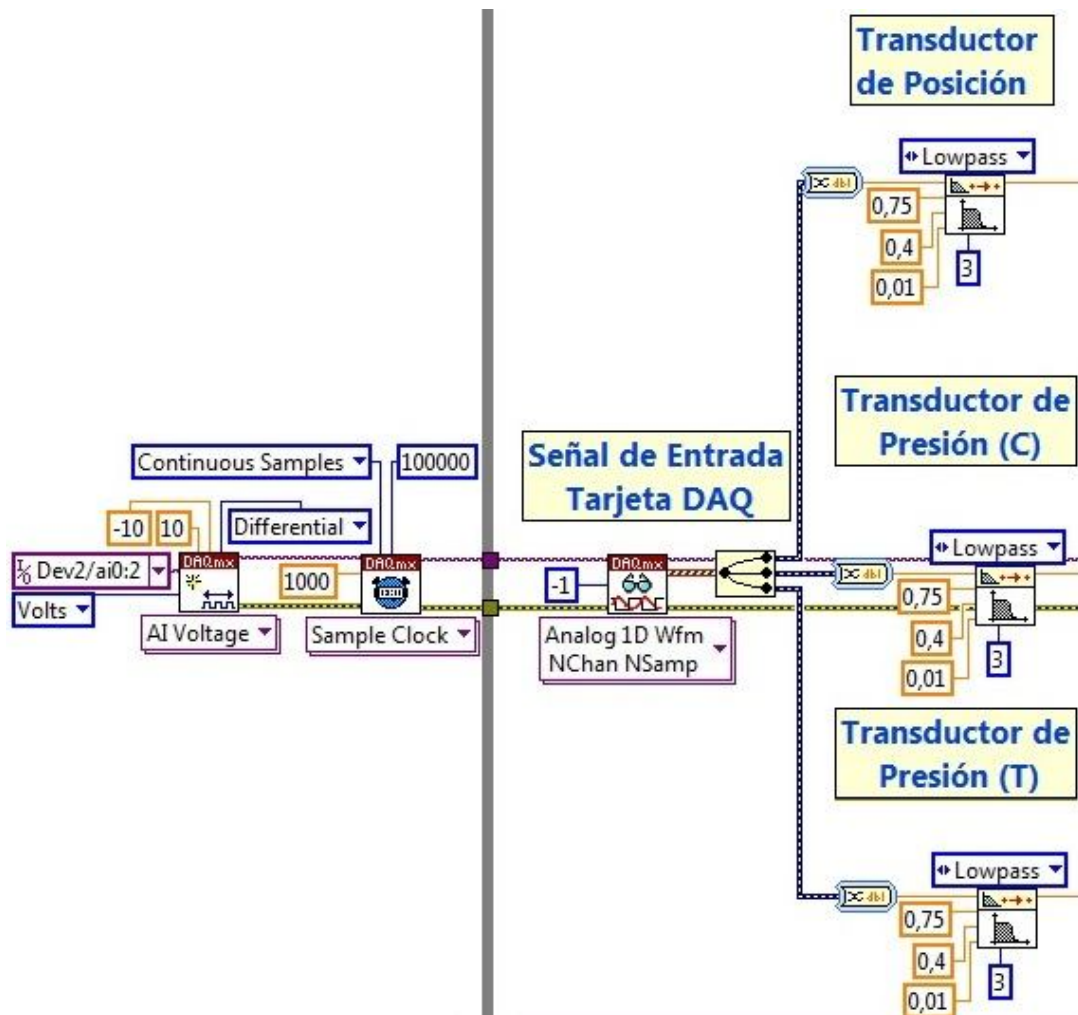 Transductor
de Posición
Lowpass
dbl
0,75
0,4
0,01
3
Transductor de
Presión (C)
Señal de Entrada
Tarjeta DAQ
Continuous Samples
100000
-10
10
Differential
Dev2/ai0:2
Volts
DAQmx
AI Voltage
1000
DAQmx
Sample Clock
-1
DAQmx
Analog 1D Wfm
NChan NSamp
Lowpass
dbl
0,75
0,4
0,01
3
Transductor de
Presión (T)
Lowpass
dbl
0,75
0,4
0,01
3